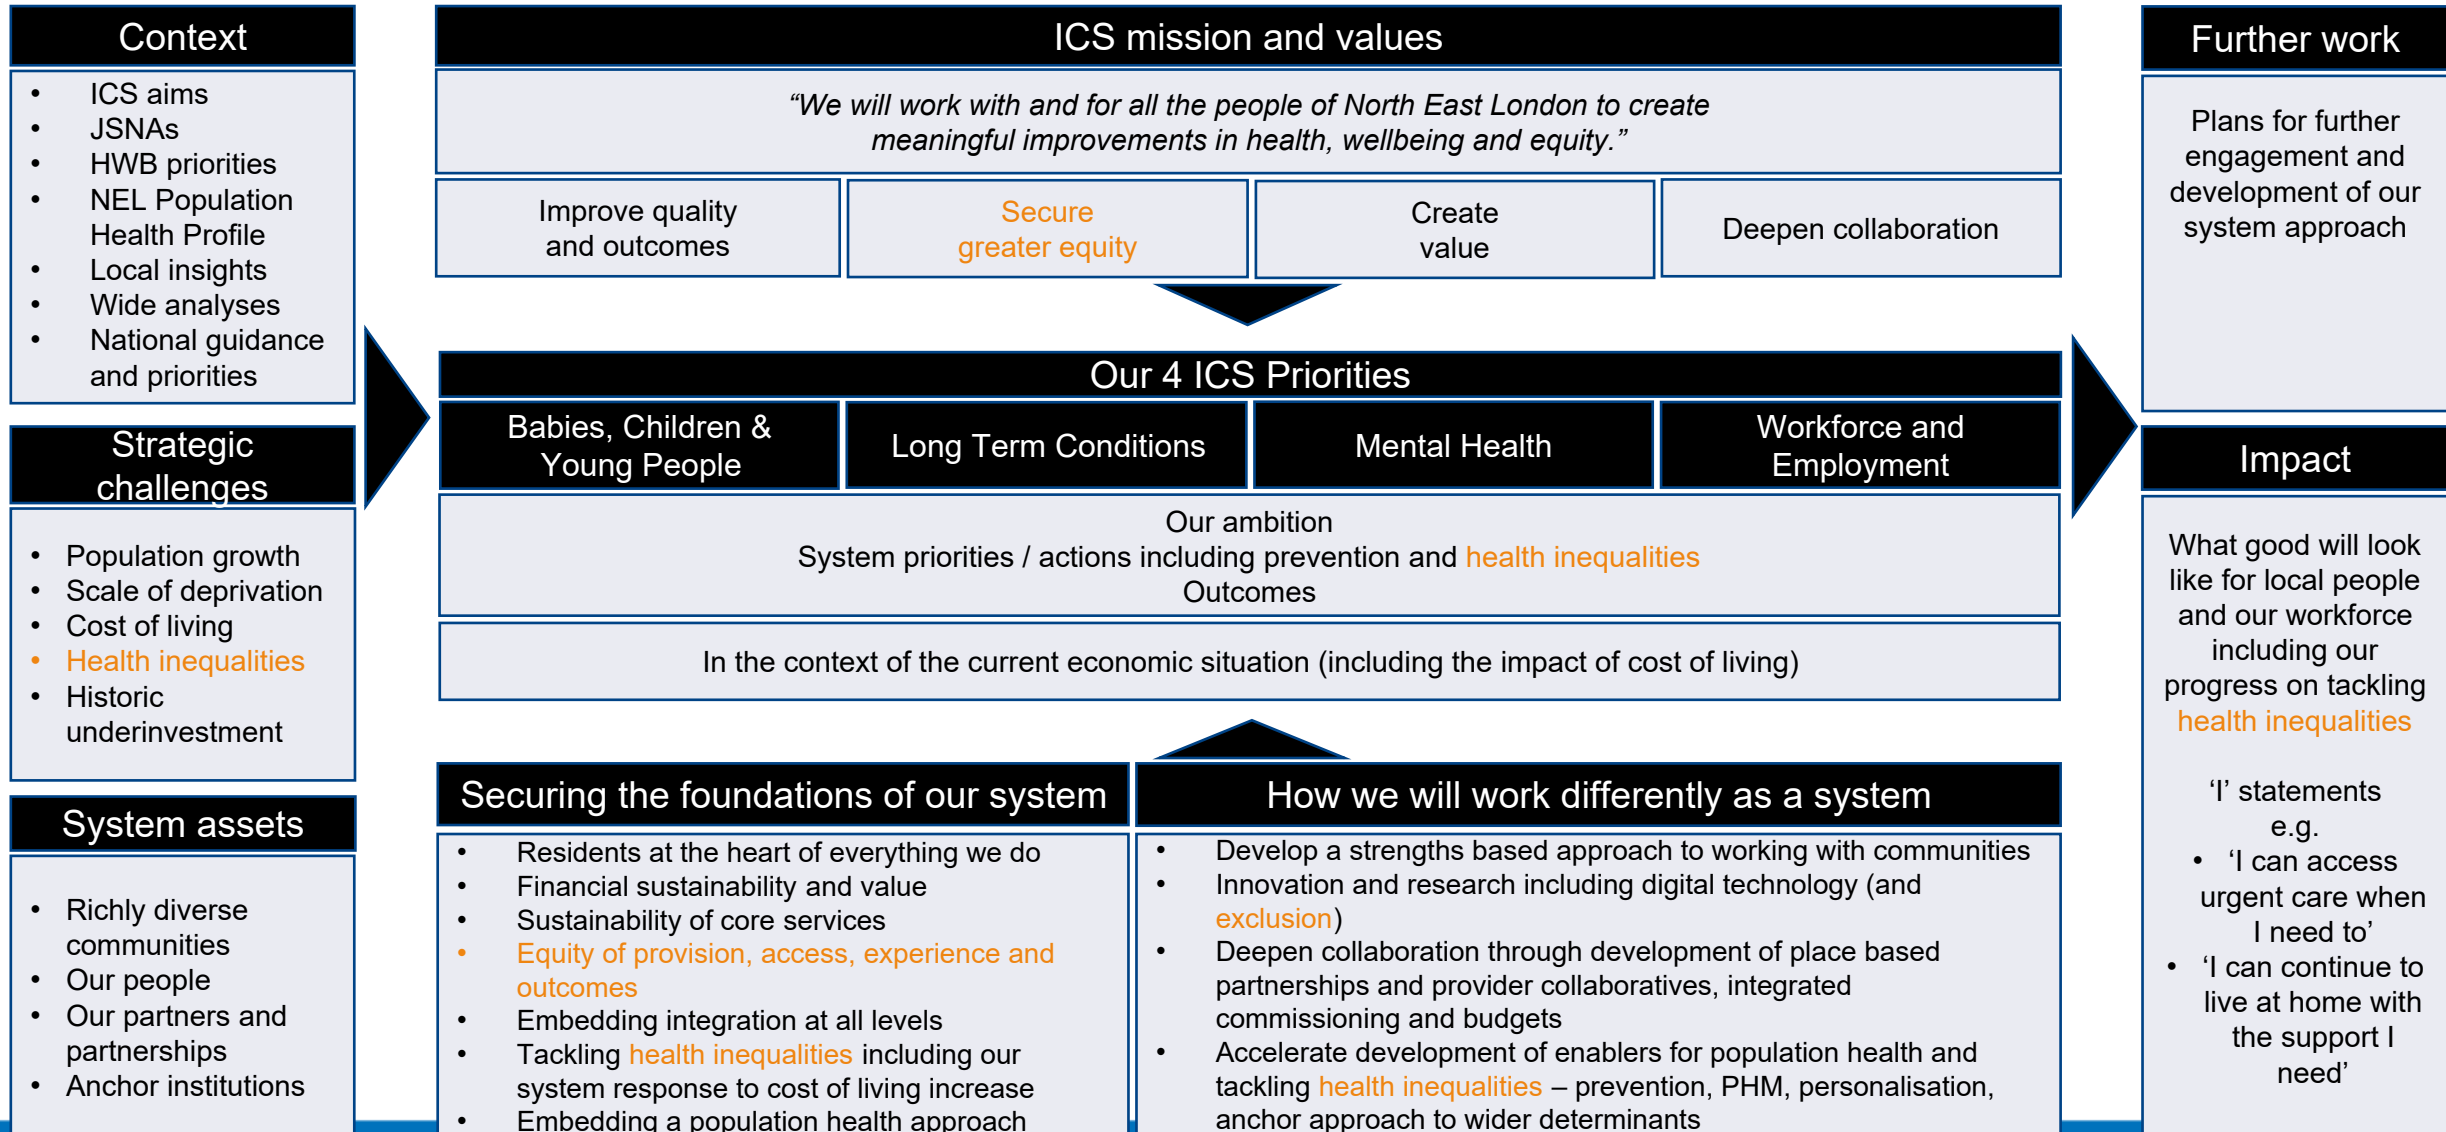 Context
• ICS aims
• JSNAs
• HWB priorities
• NEL Population
Health Profile
• Local insights
• Wide analyses
• National guidance
and priorities
Strategic
challenges
• Population growth
• Scale of deprivation
• Cost of living
• Health inequalities
• Historic
underinvestment
System assets
• Richly diverse
communities
• Our people
• Our partners and
partnerships
• Anchor institutions
ICS mission and values
“We will work with and for all the people of North East London to create
meaningful improvements in health, wellbeing and equity.”
Improve quality
and outcomes
Secure
greater equity
Create
value
Deepen collaboration
Our 4 ICS Priorities
Babies, Children &
Young People
Long Term Conditions
Mental Health
Workforce and
Employment
Our ambition
System priorities / actions including prevention and health inequalities
Outcomes
In the context of the current economic situation (including the impact of cost of living)
Securing the foundations of our system
• Residents at the heart of everything we do
• Financial sustainability and value
• Sustainability of core services
• Equity of provision, access, experience and
outcomes
• Embedding integration at all levels
• Tackling health inequalities including our
system response to cost of living increase
• Embedding a population health approach
How we will work differently as a system
• Develop a strengths based approach to working with communities
• Innovation and research including digital technology (and
exclusion)
• Deepen collaboration through development of place based
partnerships and provider collaboratives, integrated
commissioning and budgets
• Accelerate development of enablers for population health and
tackling health inequalities – prevention, PHM, personalisation,
anchor approach to wider determinants
Further work
Plans for further
engagement and
development of our
system approach
Impact
What good will look
like for local people
and our workforce
including our
progress on tackling
health inequalities
‘I’ statements
e.g.
• ‘I can access
urgent care when
I need to’
• ‘I can continue to
live at home with
the support I
need’